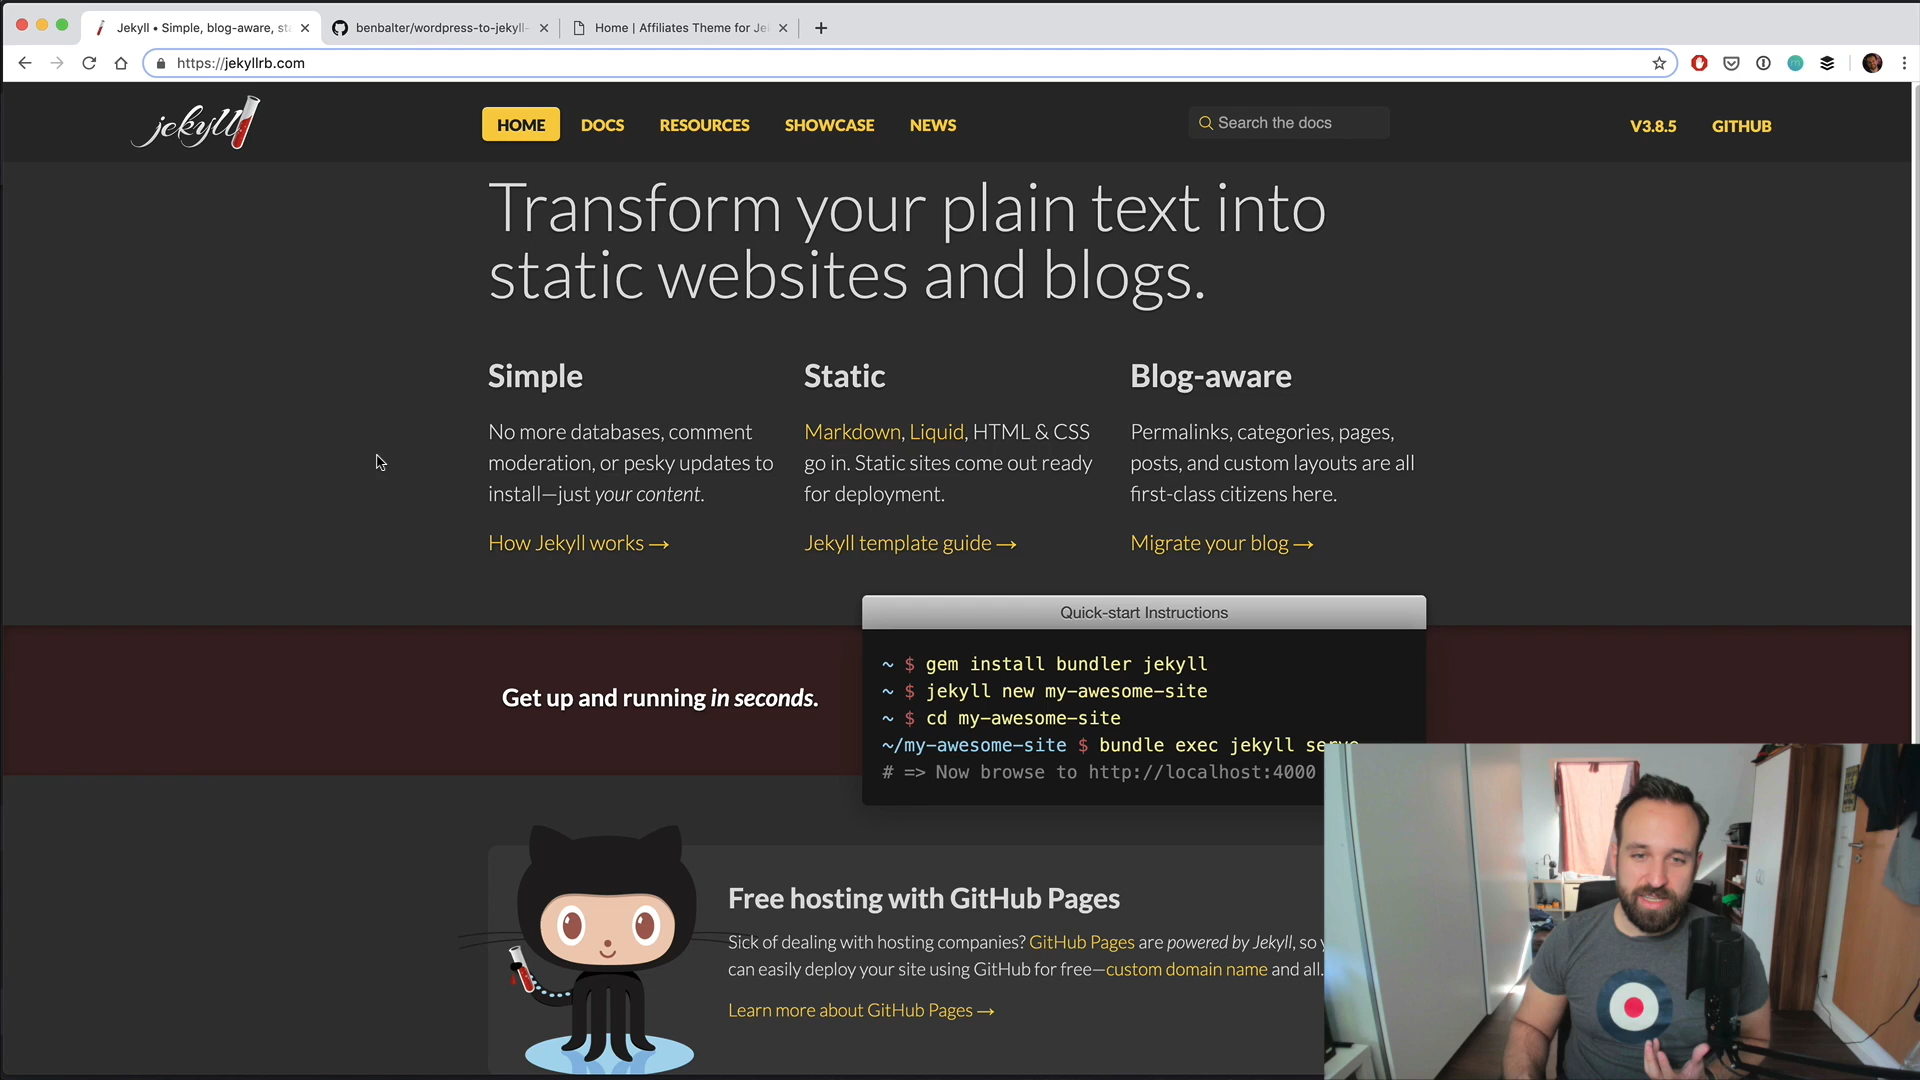 Jekyll • Simple, blog-aware, sta
benbalter/wordpress-to-jekyll-
Home | Affiliates Theme for Je
https://jekyllrb.com
jekyll
HOME
DOCS
RESOURCES
SHOWCASE
NEWS
Search the docs
V3.8.5
GITHUB
Transform your plain text into
static websites and blogs.
Simple
No more databases, comment
moderation, or pesky updates to
install—just your content.
How Jekyll works →
Static
Markdown, Liquid, HTML & CSS
go in. Static sites come out ready
for deployment.
Jekyll template guide →
Blog-aware
Permalinks, categories, pages,
posts, and custom layouts are all
first-class citizens here.
Migrate your blog →
Get up and running in seconds.
Quick-start Instructions
~ $ gem install bundler jekyll
~ $ jekyll new my-awesome-site
~ $ cd my-awesome-site
~/my-awesome-site $ bundle exec jekyll serve
# => Now browse to http://localhost:4000
Free hosting with GitHub Pages
Sick of dealing with hosting companies? GitHub Pages are powered by Jekyll, so y
can easily deploy your site using GitHub for free—custom domain name and all.
Learn more about GitHub Pages →